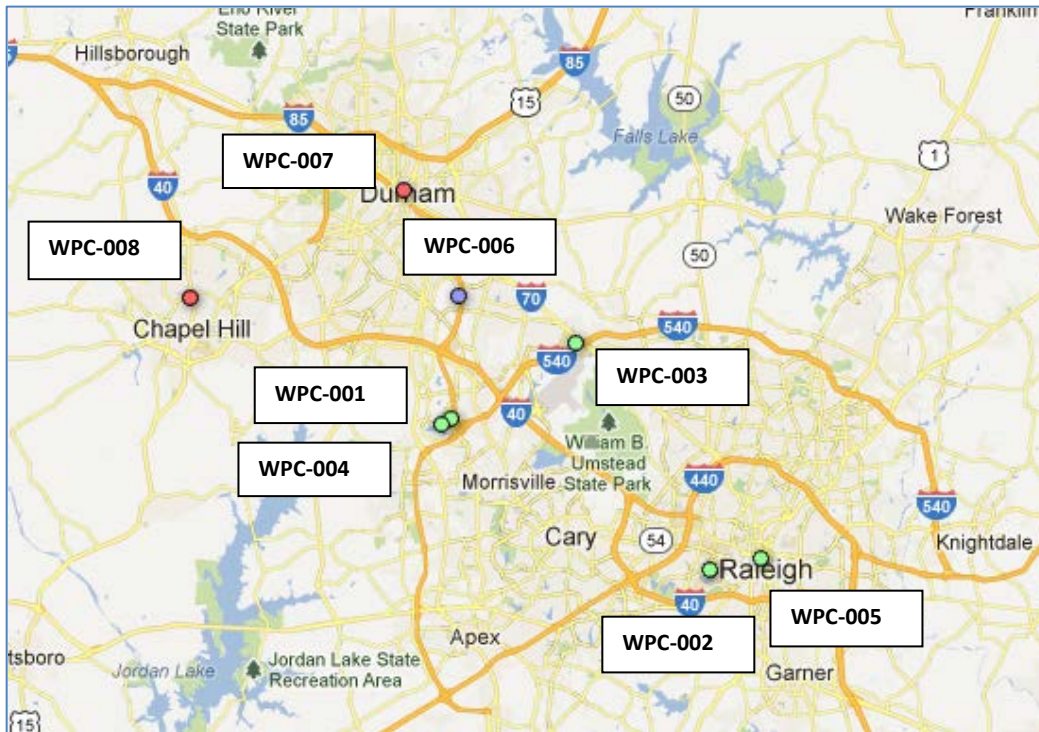 Eno River
State Park
Franklin
Hillsborough
85
15
50
Falls Lake
1
85
WPC-007
40
Durham
Wake Forest
WPC-008
WPC-006
50
70
Chapel Hill
540
540
WPC-003
WPC-001
40
William B.
Umstead
State Park
WPC-004
Morrisville
440
540
Cary
54
Knightdale
Raleigh
40
WPC-005
WPC-002
Apex
tsboro
Jordan Lake
Jordan Lake State
Recreation Area
Garner
15